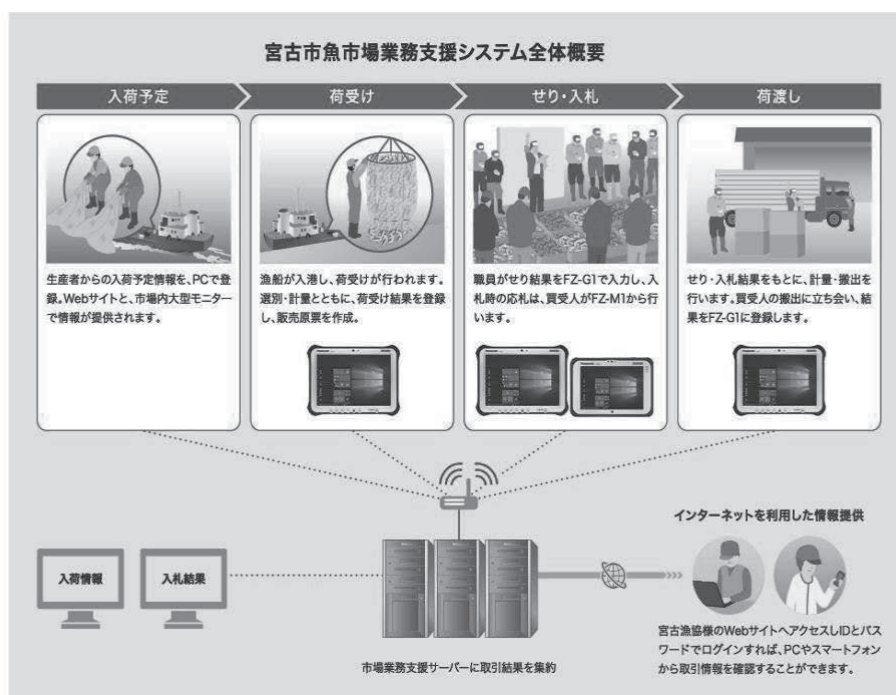 宮古市魚市場業務支援システム全体概要
入荷予定
荷受け
せり・入札
荷渡し
生産者からの入荷予定情報を、PCで登
録。Webサイトと、市場内大型モニター
で情報が提供されます。
漁船が入港し、荷受けが行われます。
選別・計量とともに、荷受け結果を登録
し、販売原票を作成。
職員がせり結果をFZ-G1で入力し、入
札時の応札は、買受人がFZ-M1から行
います。
せり・入札結果をもとに、計量・搬出を
行います。買受人の搬出に立ち会い、結
果をFZ-G1に登録します。
入荷情報
入札結果
市場業務支援サーバーに取引結果を集約
インターネットを利用した情報提供
宮古漁協様のWebサイトへアクセスしIDとパス
ワードでログインすれば、PCやスマートフォン
から取引情報を確認することができます。